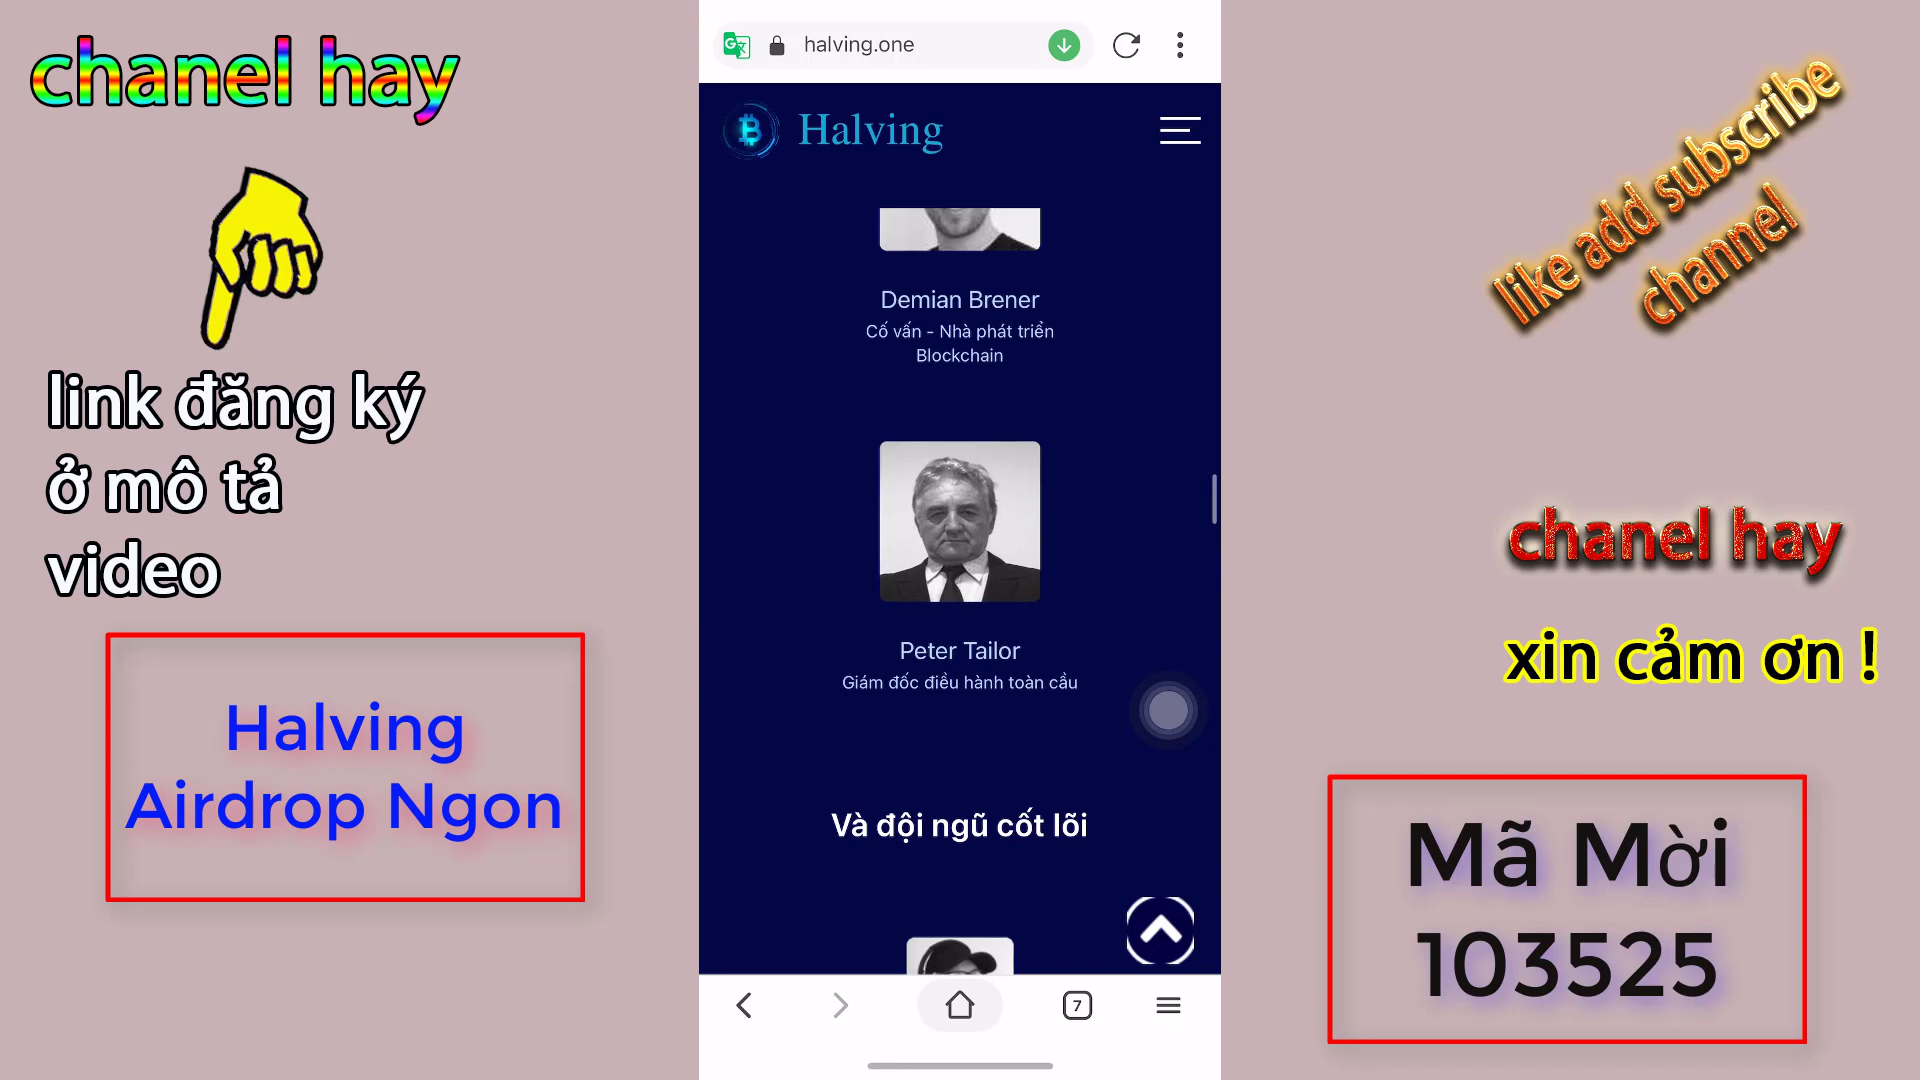 chanel hay
link đăng ký
ở mô tả
video
Halving
Airdrop Ngon
halving.one
Halving
Demian Brener
Cố vấn - Nhà phát triển
Blockchain
Peter Tailor
Giám đốc điều hành toàn cầu
Và đội ngũ cốt lõi
7
like add subscribe
channel
chanel hay
xin cảm ơn !
Mã Mời
103525